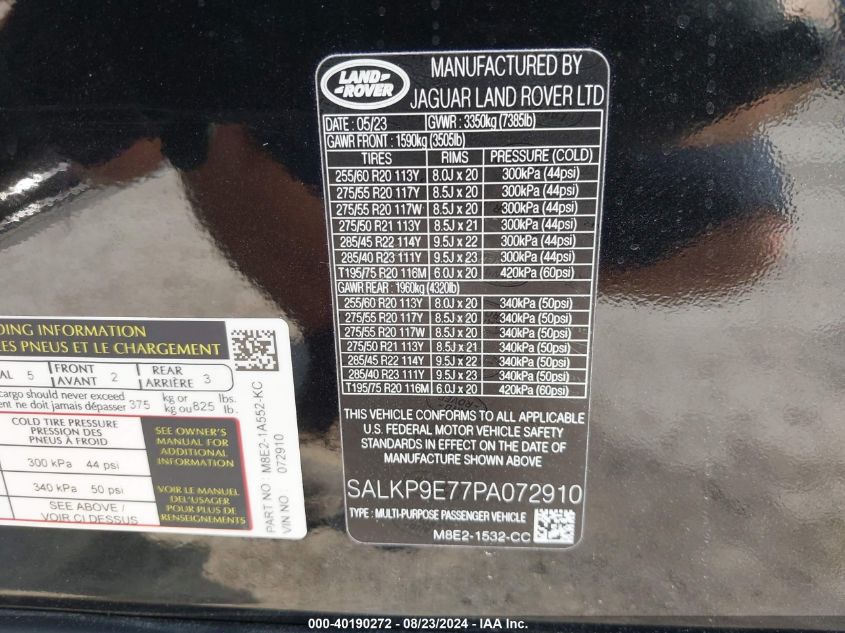 LAND-
-ROVER
MANUFACTURED BY
JAGUAR LAND ROVER LTD
DATE : 05/23 GVWR : 3350kg (7385lb)
GAWR FRONT : 1590kg (3505lb)
TIRES RIMS PRESSURE (COLD)
255/60 R20 113Y 8.0J x 20 300kPa (44psi)
275/55 R20 117Y 8.5J x 20 300kPa (44psi)
275/55 R20 117W 8.5J x 20 300kPa (44psi)
275/50 R21 113Y 8.5J x 21 300kPa (44psi)
285/45 R22 114Y 9.5J x 22 300kPa (44psi)
285/40 R23 111Y 9.5J x 23 300kPa (44psi)
T195/75 R20 116M 6.0J x 20 420kPa (60psi)
GAWR REAR : 1960kg (4320lb)
255/60 R20 113Y 8.0J x 20 340kPa (50psi)
275/55 R20 117Y 8.5J x 20 340kPa (50psi)
275/55 R20 117W 8.5J x 20 340kPa (50psi)
275/50 R21 113Y 8.5J x 21 340kPa (50psi)
285/45 R22 114Y 9.5J x 22 340kPa (50psi)
285/40 R23 111Y 9.5J x 23 340kPa (50psi)
T195/75 R20 116M 6.0J x 20 420kPa (60psi)
THIS VEHICLE CONFORMS TO ALL APPLICABLE
U.S. FEDERAL MOTOR VEHICLE SAFETY
STANDARDS IN EFFECT ON THE DATE OF
MANUFACTURE SHOWN ABOVE
SALKP9E77PA072910
TYPE : MULTI-PURPOSE PASSENGER VEHICLE
M8E2-1532-CC
INFORMATION
LES PNEUS ET LE CHARGEMENT
5 FRONT 2 REAR 3
AVANT ARRIÈRE
cargo should never exceed 375 kg or 825 lbs.
ne doit jamais dépasser kg ou lb.
COLD TIRE PRESSURE
PRESSION DES
PNEUS À FROID
300 kPa 44 psi
340 kPa 50 psi
SEE ABOVE /
VOIR CI DESSUS
SEE OWNER'S
MANUAL FOR
ADDITIONAL
INFORMATION
VOIR LE MANUEL
DE L'USAGER
POUR PLUS DE
RENSEIGNEMENTS
PART NO M8E2-1A552-KC
VIN NO 072910
000-40190272 - 08/23/2024 - IAA Inc.